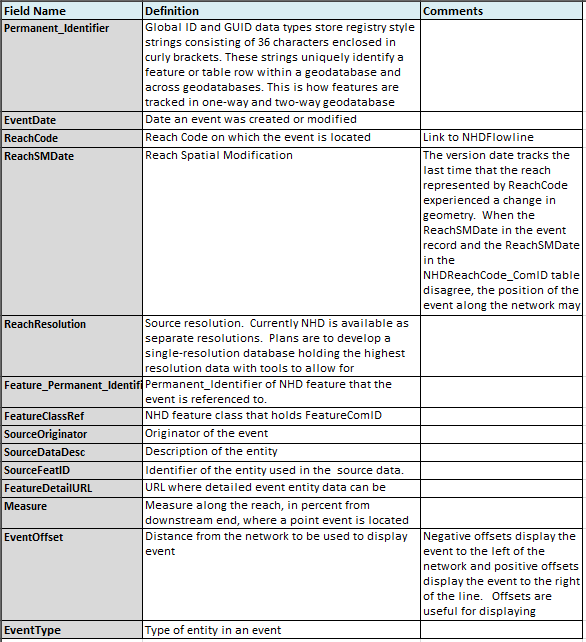 Field Name Definition Comments
Permanent_Identifier Global ID and GUID data types store registry style
strings consisting of 36 characters enclosed in
curly brackets. These strings uniquely identify a
feature or table row within a geodatabase and
across geodatabases. This is how features are
tracked in one-way and two-way geodatabase
EventDate Date an event was created or modified
ReachCode Reach Code on which the event is located Link to NHDFlowline
ReachSMDate Reach Spatial Modification The version date tracks the
last time that the reach
represented by ReachCode
experienced a change in
geometry. When the
ReachSMDate in the event
record and the ReachSMDate
in the
NHDReachCode_ComID table
disagree, the position of the
event along the network may
ReachResolution Source resolution. Currently NHD is available as
separate resolutions. Plans are to develop a
single-resolution database holding the highest
resolution data with tools to allow for
Feature_Permanent_Identifi Permanent_Identifier of NHD feature that the
event is referenced to.
FeatureClassRef NHD feature class that holds FeatureComID
SourceOriginator Originator of the event
SourceDataDesc Description of the entity
SourceFeatID Identifier of the entity used in the source data.
FeatureDetailURL URL where detailed event entity data can be
Measure Measure along the reach, in percent from
downstream end, where a point event is located
EventOffset Distance from the network to be used to display Negative offsets display the
event event to the left of the
network and positive offsets
display the event to the right
of the line. Offsets are
useful for displaying
EventType Type of entity in an event